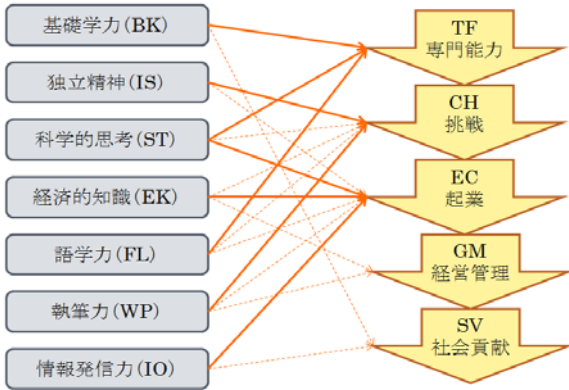 基礎学力(BK)
独立精神(IS)
科学的思考(ST)
経済的知識(EK)
語学力(FL)
執筆力(WP)
情報発信力(IO)
TF
専門能力
CH
挑戦
EC
起業
GM
経営管理
SV
社会貢献